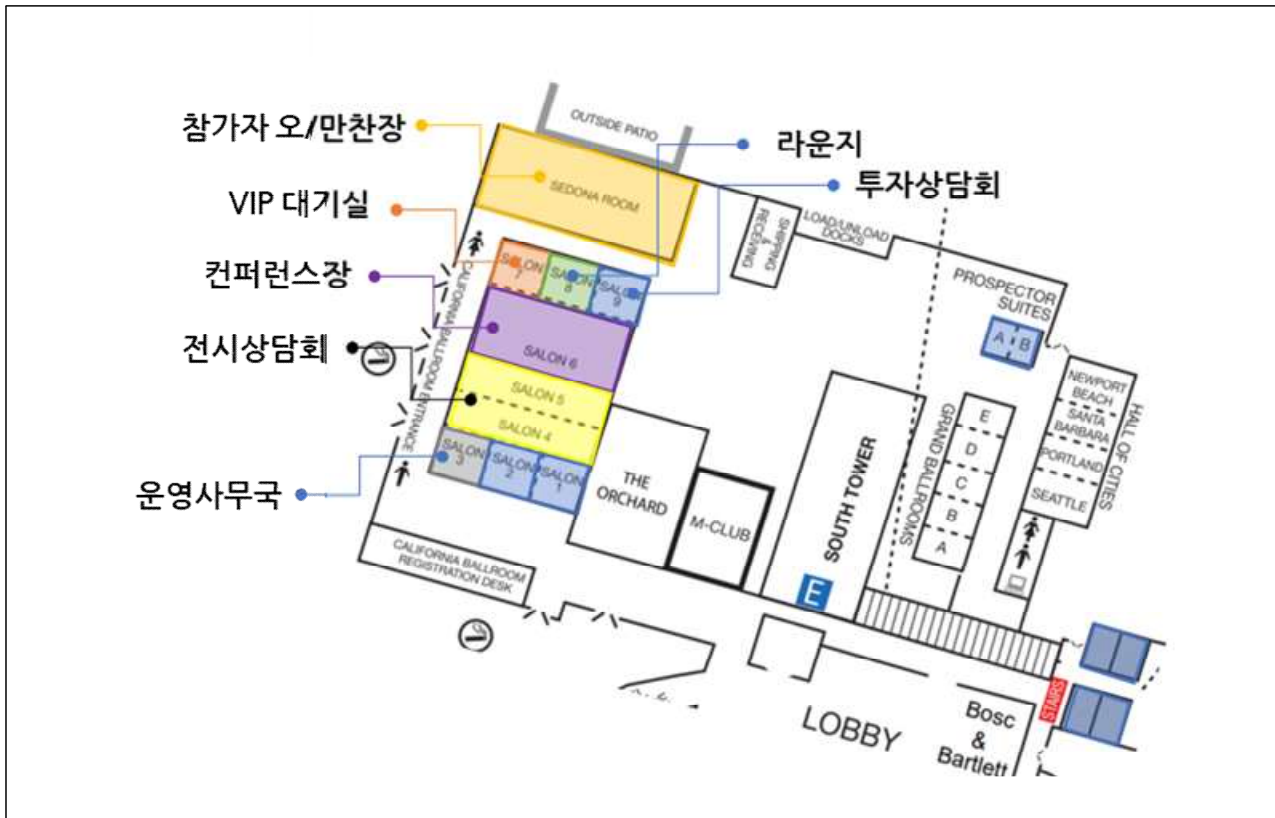 참가자 오/만찬장
VIP 대기실
컨퍼런스장
전시상담회
운영사무국
라운지
투자상담회
OUTSIDE PATIO
SEDONA ROOM
SALON
7
SALON
8
SALON
9
SALON 6
SALON 5
SALON 4
SALON
3
SALON
2
SALON
1
CALIFORNIA BALLROOM ENTRANCE
CALIFORNIA BALLROOM
REGISTRATION DESK
THE
ORCHARD
M-CLUB
SHIPPING
&
RECEIVING
LOAD/UNLOAD
DOCKS
PROSPECTOR
SUITES
A B
SOUTH TOWER
E
GRAND BALLROOMS
E
D
C
B
A
NEWPORT
BEACH
SANTA
BARBARA
PORTLAND
SEATTLE
HALL OF CITIES
STAIRS
LOBBY
Bosc
&
Bartlett